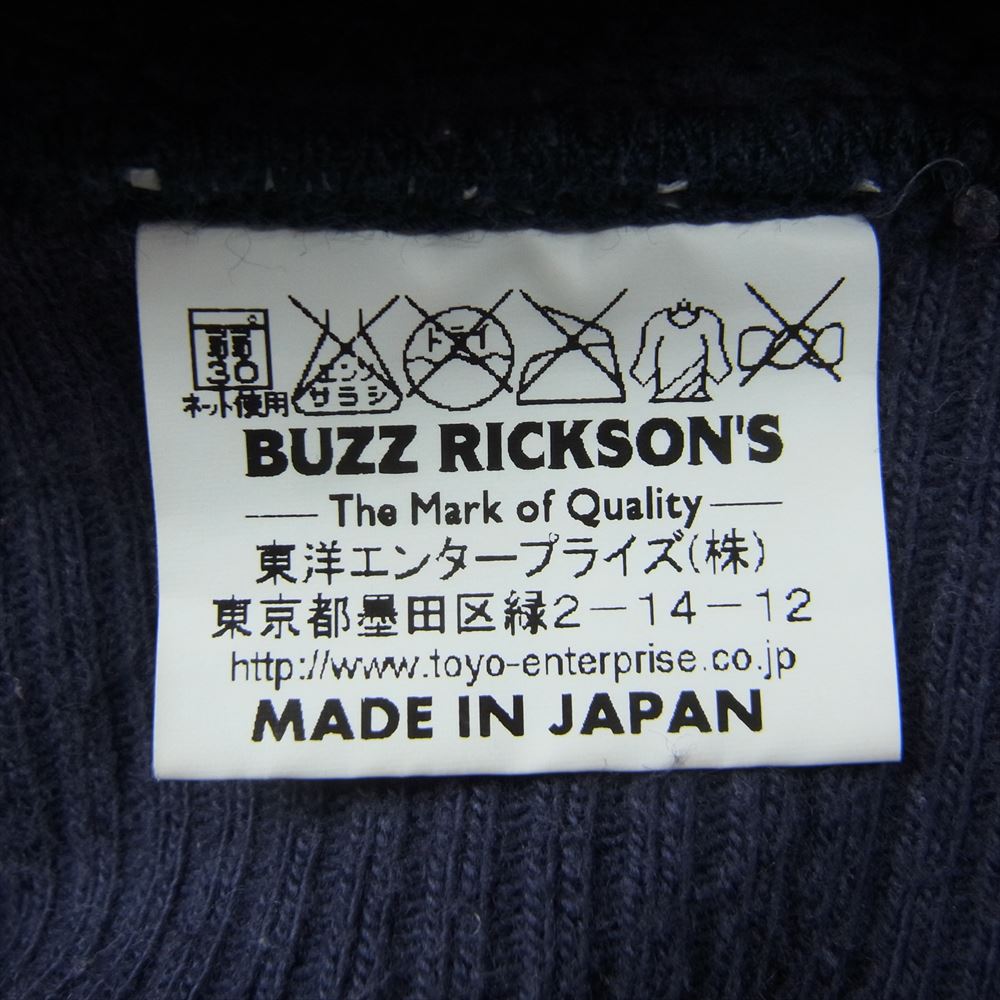 弱 30
ネット使用
エンソ サラシ
ドライ
BUZZ RICKSON'S
The Mark of Quality
東洋エンタープライズ(株)
東京都墨田区緑2-14-12
http://www.toyo-enterprise.co.jp
MADE IN JAPAN